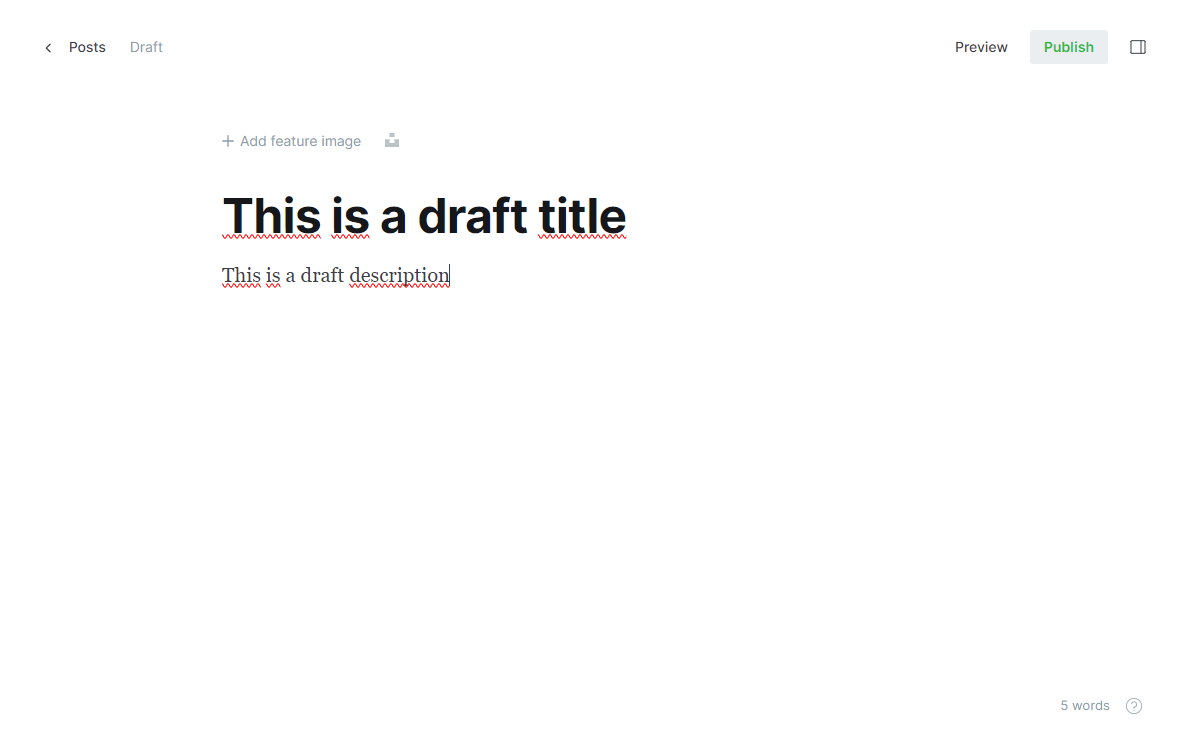 Posts Draft Preview Publish
Add feature image
This is a draft title
This is a draft description
5 words